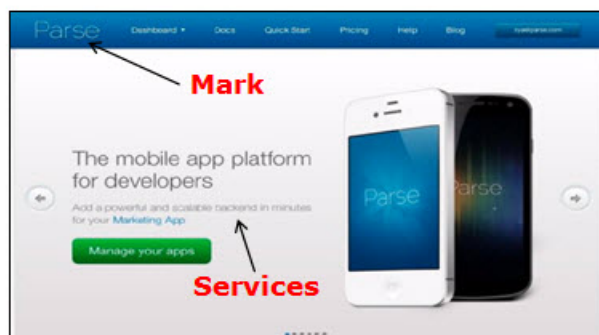 Parse Dashboard ▾ Docs Quick Start Pricing Help Blog
Mark
The mobile app platform
for developers
Add a powerful and scalable backend in minutes
for your Marketing App
Manage your apps
Parse
Parse
Services